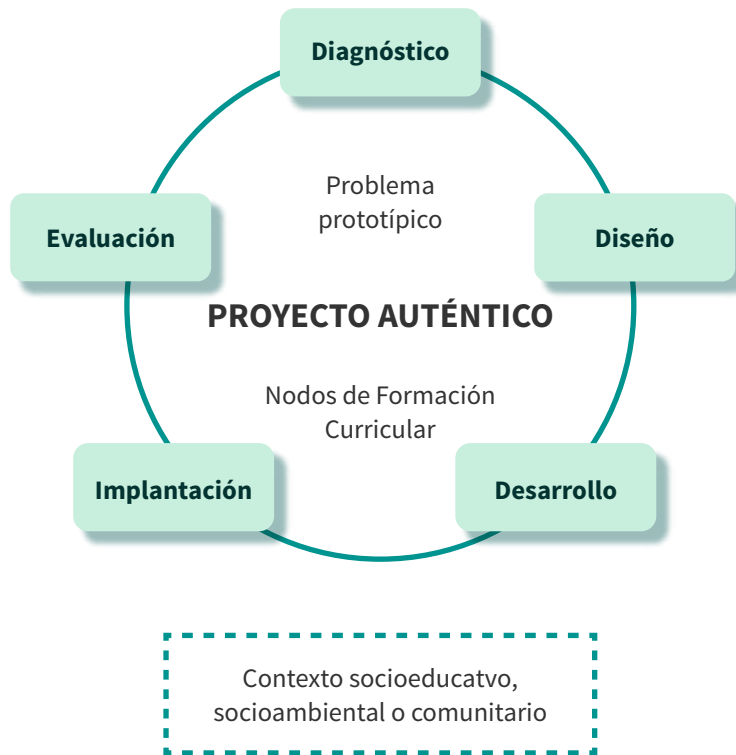 Diagnóstico
Problema
prototípico
Evaluación
Diseño
PROYECTO AUTÉNTICO
Nodos de Formación
Curricular
Implantación
Desarrollo
Contexto socioeducatvo,
socioambiental o comunitario